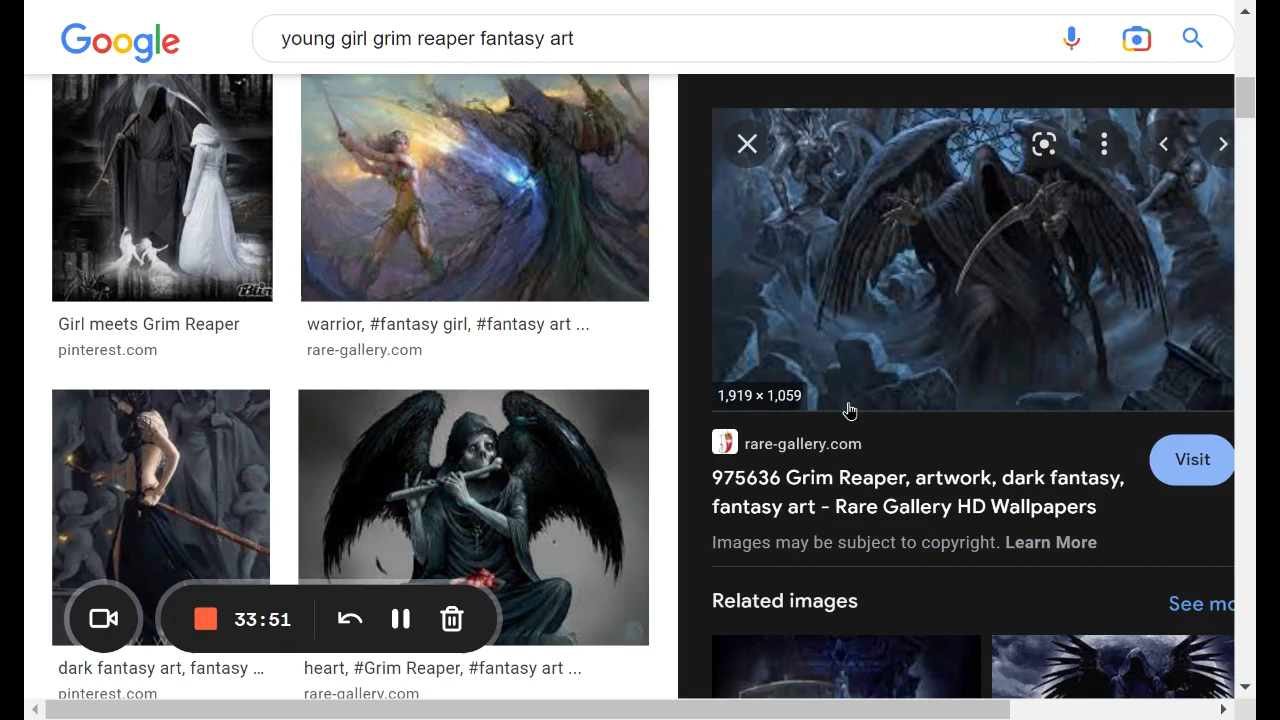 Google
young girl grim reaper fantasy art
Girl meets Grim Reaper
pinterest.com
warrior, #fantasy girl, #fantasy art ...
rare-gallery.com
dark fantasy art, fantasy ...
pinterest.com
heart, #Grim Reaper, #fantasy art ...
rare-gallery.com
33:51
1,919 × 1,059
rare-gallery.com
Visit
975636 Grim Reaper, artwork, dark fantasy,
fantasy art - Rare Gallery HD Wallpapers
Images may be subject to copyright. Learn More
Related images
See mo